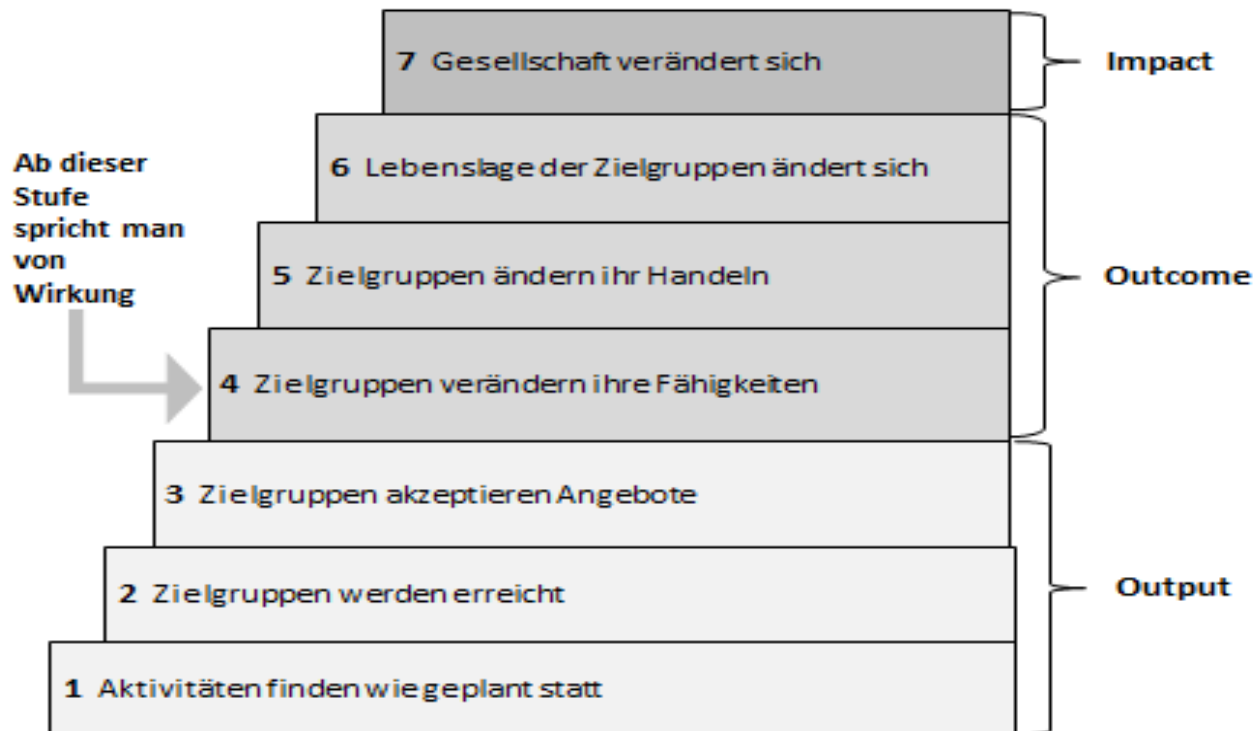 7 Gesellschaft verändert sich
Impact
Ab dieser
Stufe
spricht man
von
Wirkung
6 Lebenslage der Zielgruppen ändert sich
5 Zielgruppen ändern ihr Handeln
Outcome
4 Zielgruppen verändern ihre Fähigkeiten
3 Zielgruppen akzeptieren Angebote
2 Zielgruppen werden erreicht
Output
1 Aktivitäten finden wie geplant statt